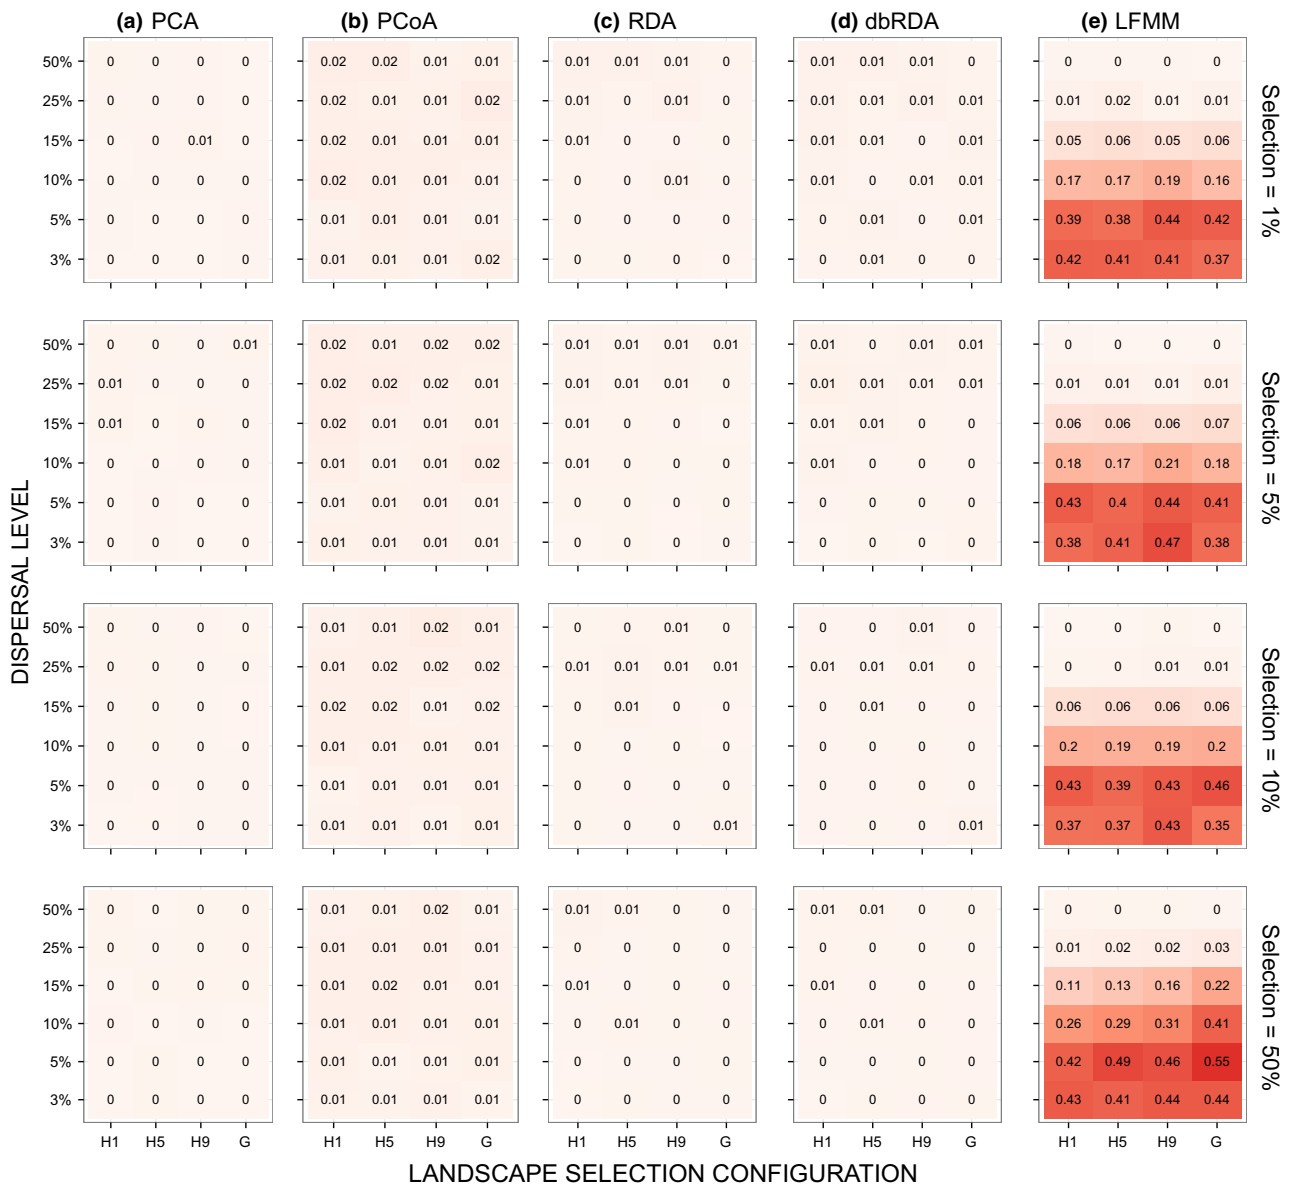 (a) PCA (b) PCoA (c) RDA (d) dbRDA (e) LFMM
50% 0 0 0 0 0.02 0.02 0.01 0.01 0.01 0.01 0.01 0 0.01 0.01 0.01 0 0 0 0 0
25% 0 0 0 0 0.02 0.01 0.01 0.02 0.01 0 0.01 0 0.01 0.01 0.01 0.01 0.01 0.02 0.01 0.01
15% 0 0 0.01 0 0.02 0.01 0.01 0.01 0.01 0 0 0 0.01 0.01 0 0.01 0.05 0.06 0.05 0.06
10% 0 0 0 0 0.02 0.01 0.01 0.01 0 0 0.01 0 0.01 0 0.01 0.01 0.17 0.17 0.19 0.16
5% 0 0 0 0 0.01 0.01 0.01 0.01 0 0 0 0 0 0.01 0 0.01 0.39 0.38 0.44 0.42
3% 0 0 0 0 0.01 0.01 0.01 0.02 0 0 0 0 0 0.01 0 0 0.42 0.41 0.41 0.37
Selection = 1%
50% 0 0 0 0.01 0.02 0.01 0.02 0.02 0.01 0.01 0.01 0.01 0.01 0 0.01 0.01 0 0 0 0
25% 0.01 0 0 0 0.02 0.02 0.02 0.01 0.01 0.01 0.01 0 0.01 0.01 0.01 0.01 0.01 0.01 0.01 0.01
15% 0.01 0 0 0 0.02 0.01 0.01 0.01 0.01 0 0 0 0.01 0.01 0 0 0.06 0.06 0.06 0.07
10% 0 0 0 0 0.01 0.01 0.01 0.02 0.01 0 0 0 0.01 0 0 0 0.18 0.17 0.21 0.18
5% 0 0 0 0 0.01 0.01 0.01 0.01 0 0 0 0 0 0 0 0 0.43 0.4 0.44 0.41
3% 0 0 0 0 0.01 0.01 0.01 0.01 0 0 0 0 0 0 0 0 0.38 0.41 0.47 0.38
Selection = 5%
DISPERSAL LEVEL
50% 0 0 0 0 0.01 0.01 0.02 0.01 0 0 0.01 0 0 0 0.01 0 0 0 0 0
25% 0 0 0 0 0.01 0.02 0.02 0.02 0.01 0.01 0.01 0.01 0.01 0.01 0.01 0 0 0 0.01 0.01
15% 0 0 0 0 0.02 0.02 0.01 0.02 0 0.01 0 0 0 0.01 0 0 0.06 0.06 0.06 0.06
10% 0 0 0 0 0.01 0.01 0.01 0.01 0 0 0 0 0 0 0 0 0.2 0.19 0.19 0.2
5% 0 0 0 0 0.01 0.01 0.01 0.01 0 0 0 0 0 0 0 0 0.43 0.39 0.43 0.46
3% 0 0 0 0 0.01 0.01 0.01 0.01 0 0 0 0.01 0 0 0 0.01 0.37 0.37 0.43 0.35
Selection = 10%
50% 0 0 0 0 0.01 0.01 0.02 0.01 0.01 0.01 0 0 0.01 0.01 0 0 0 0 0 0
25% 0 0 0 0 0.01 0.01 0.01 0.01 0 0 0 0 0 0 0 0 0.01 0.02 0.02 0.03
15% 0 0 0 0 0.01 0.02 0.01 0.01 0.01 0 0 0 0.01 0 0 0 0.11 0.13 0.16 0.22
10% 0 0 0 0 0.01 0.01 0.01 0.01 0 0.01 0 0 0 0.01 0 0 0.26 0.29 0.31 0.41
5% 0 0 0 0 0.01 0.01 0.01 0.01 0 0 0 0 0 0 0 0 0.42 0.49 0.46 0.55
3% 0 0 0 0 0.01 0.01 0.01 0.01 0 0 0 0 0 0 0 0 0.43 0.41 0.44 0.44
Selection = 50%
H1 H5 H9 G H1 H5 H9 G H1 H5 H9 G H1 H5 H9 G H1 H5 H9 G
LANDSCAPE SELECTION CONFIGURATION